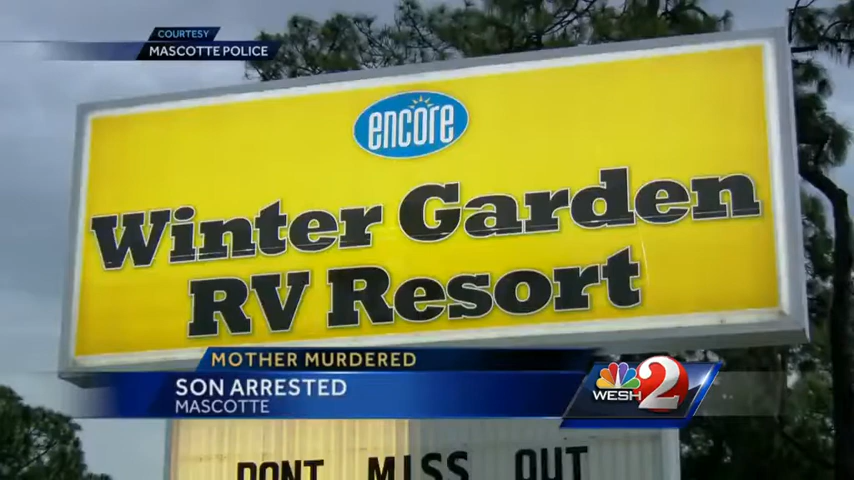 COURTESY
MASCOTTE POLICE
encore
Winter Garden
RV Resort
MOTHER MURDERED
SON ARRESTED
MASCOTTE
WESH 2
DONT MISS OUT